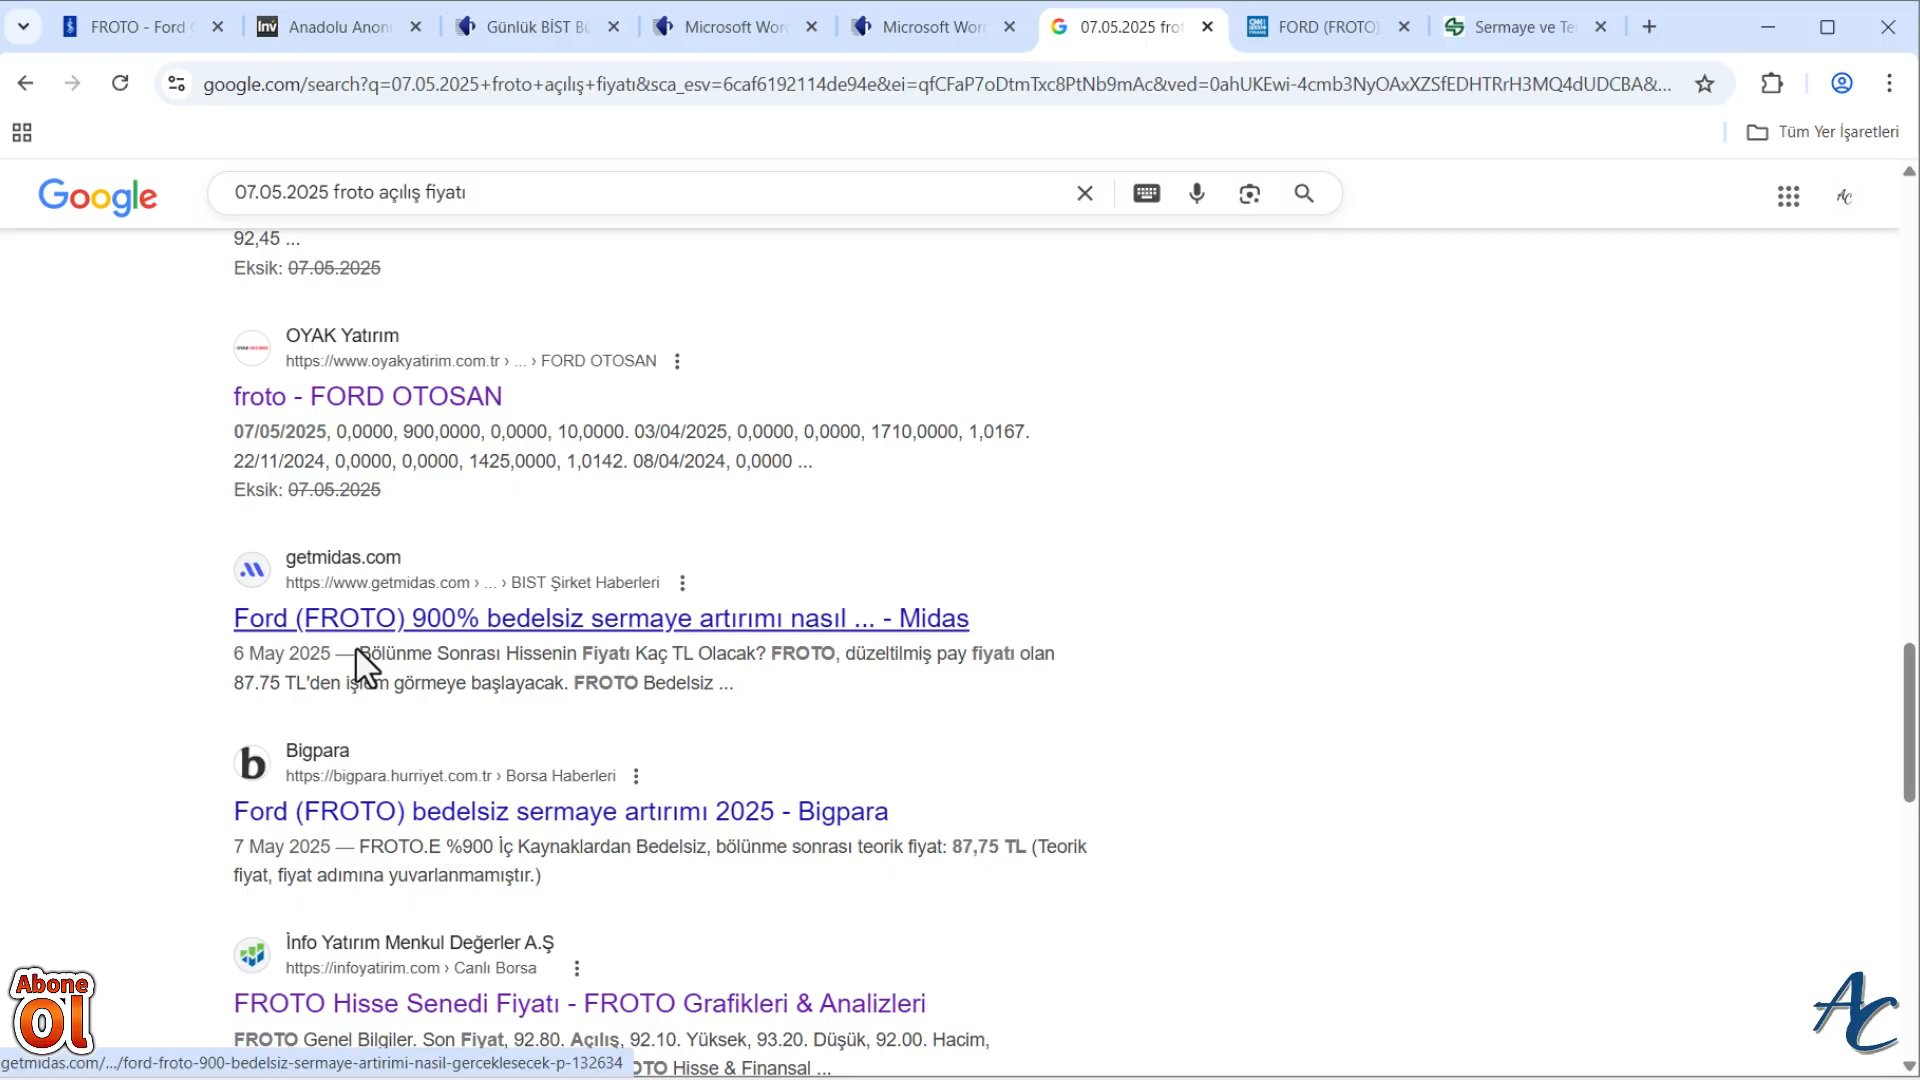 FROTO - Ford
Anadolu Anon
Günlük BİST B
Microsoft Wor
Microsoft Wor
07.05.2025 fro
FORD (FROTO)
Sermaye ve Te
google.com/search?q=07.05.2025+froto+açılış+fiyatı&sca_esv=6caf6192114de94e&ei=qfCFaP7oDtmTxc8PtNb9mAc&ved=0ahUKEwi-4cmb3NyOAxXZSfEDHTRrH3MQ4dUDCBA&...
Tüm Yer İşaretleri
Google
07.05.2025 froto açılış fiyatı
AC
92,45 ...
Eksik: 07.05.2025
OYAK Yatırım
https://www.oyakyatirim.com.tr › ... › FORD OTOSAN
froto - FORD OTOSAN
07/05/2025, 0,0000, 900,0000, 0,0000, 10,0000. 03/04/2025, 0,0000, 0,0000, 1710,0000, 1,0167.
22/11/2024, 0,0000, 0,0000, 1425,0000, 1,0142. 08/04/2024, 0,0000 ...
Eksik: 07.05.2025
getmidas.com
https://www.getmidas.com › ... › BIST Şirket Haberleri
Ford (FROTO) 900% bedelsiz sermaye artırımı nasıl ... - Midas
6 May 2025 — Bölünme Sonrası Hissenin Fiyatı Kaç TL Olacak? FROTO, düzeltilmiş pay fiyatı olan
87.75 TL'den işlem görmeye başlayacak. FROTO Bedelsiz ...
b
Bigpara
https://bigpara.hurriyet.com.tr › Borsa Haberleri
Ford (FROTO) bedelsiz sermaye artırımı 2025 - Bigpara
7 May 2025 — FROTO.E %900 İç Kaynaklardan Bedelsiz, bölünme sonrası teorik fiyat: 87,75 TL (Teorik
fiyat, fiyat adımına yuvarlanmamıştır.)
İnfo Yatırım Menkul Değerler A.Ş
https://infoyatirim.com › Canlı Borsa
FROTO Hisse Senedi Fiyatı - FROTO Grafikleri & Analizleri
FROTO Genel Bilgiler. Son Fiyat, 92.80. Açılış, 92.10. Yüksek, 93.20. Düşük, 92.00. Hacim,
OTO Hisse & Finansal ...
getmidas.com/.../ford-froto-900-bedelsiz-sermaye-artirimi-nasil-gerceklesecek-p-132634
Abone
Ol
AC